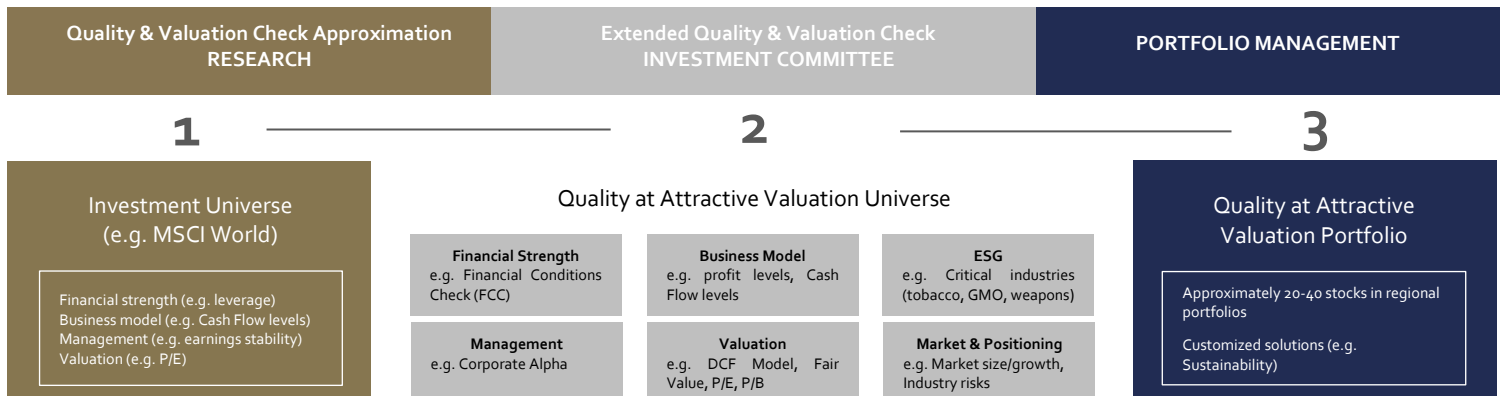 Quality & Valuation Check Approximation
RESEARCH
Extended Quality & Valuation Check
INVESTMENT COMMITTEE
PORTFOLIO MANAGEMENT
1
2
3
Investment Universe
(e.g. MSCI World)
Financial strength (e.g. leverage)
Business model (e.g. Cash Flow levels)
Management (e.g. earnings stability)
Valuation (e.g. P/E)
Quality at Attractive Valuation Universe
Financial Strength
e.g. Financial Conditions
Check (FCC)
Business Model
e.g. profit levels, Cash
Flow levels
ESG
e.g. Critical industries
(tobacco, GMO, weapons)
Management
e.g. Corporate Alpha
Valuation
e.g. DCF Model, Fair
Value, P/E, P/B
Market & Positioning
e.g. Market size/growth,
Industry risks
Quality at Attractive
Valuation Portfolio
Approximately 20-40 stocks in regional
portfolios
Customized solutions (e.g.
Sustainability)